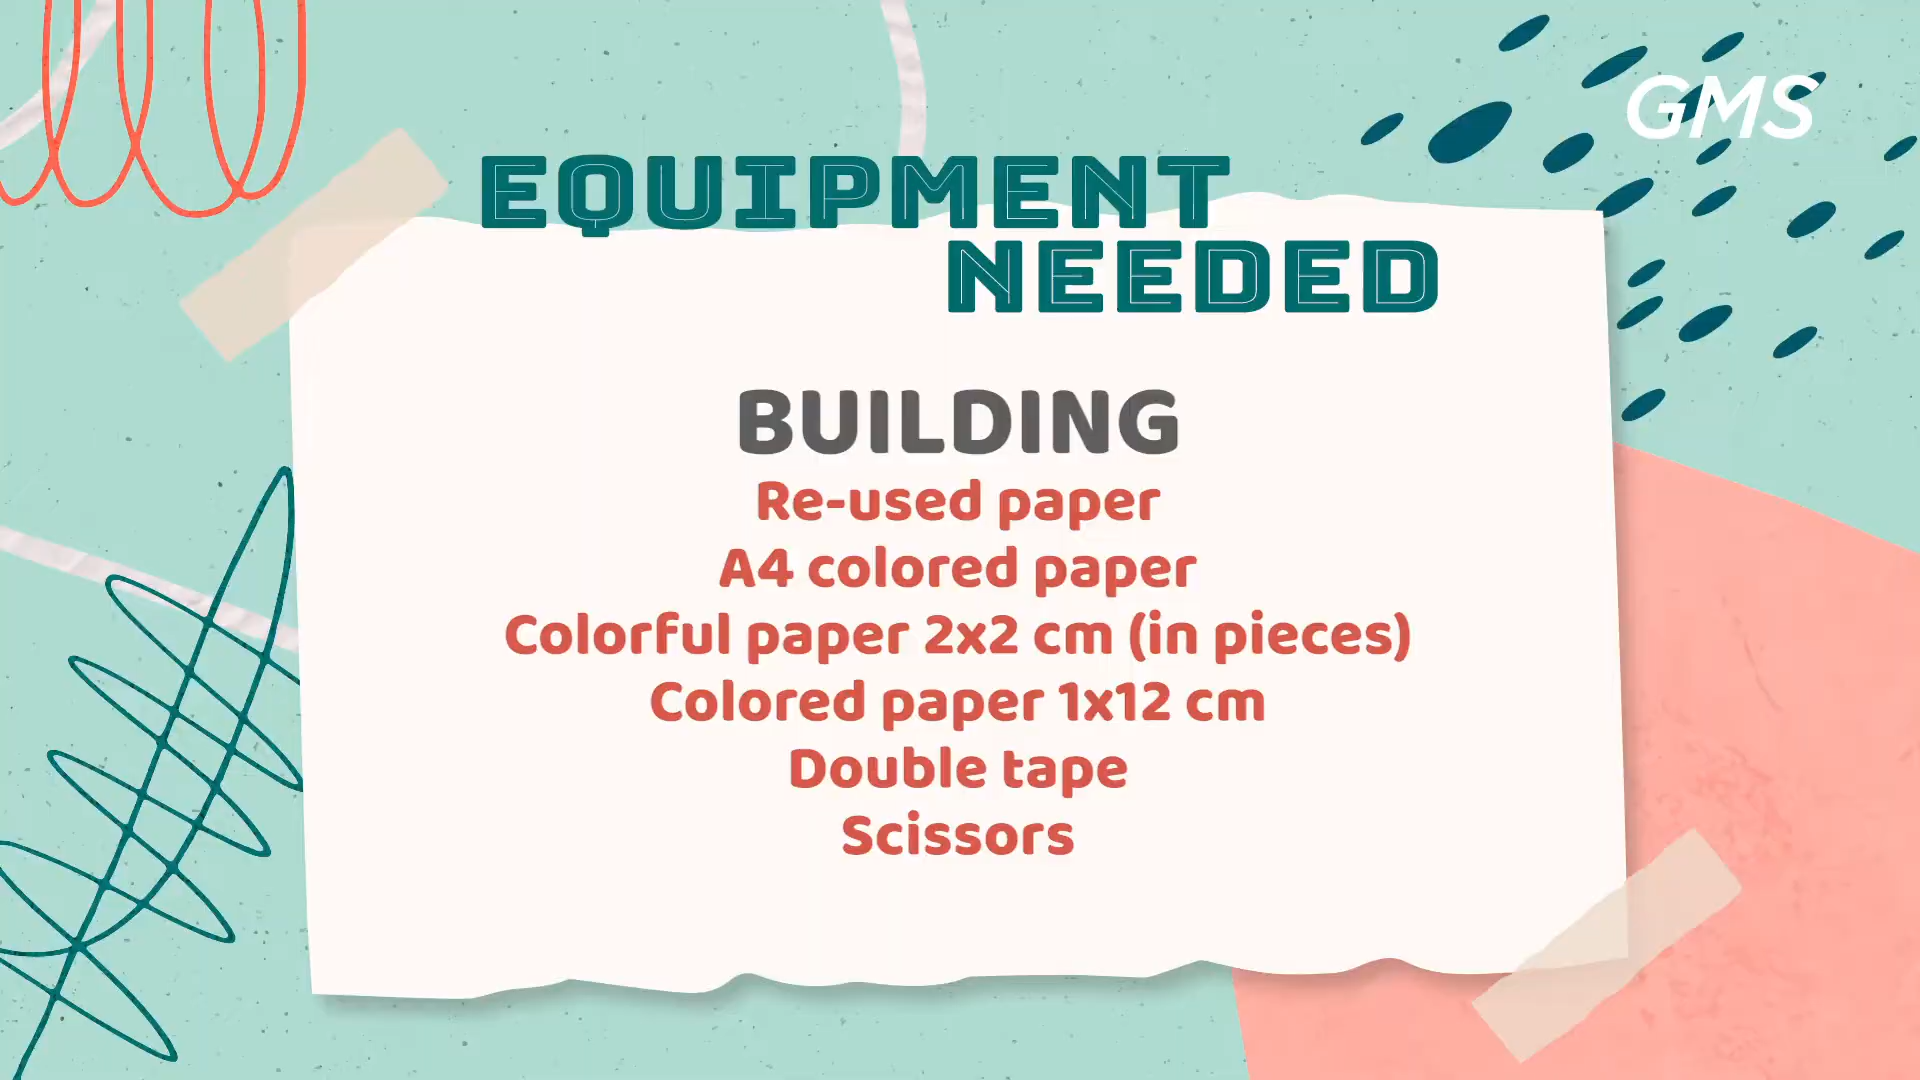 GMS
EQUIPMENT
NEEDED
BUILDING
Re-used paper
A4 colored paper
Colorful paper 2x2 cm (in pieces)
Colored paper 1x12 cm
Double tape
Scissors